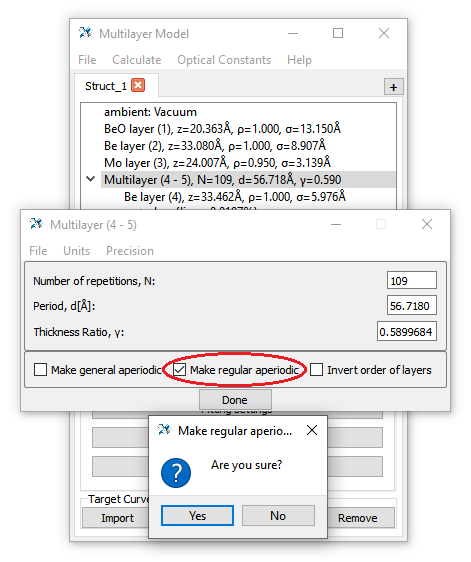 Multilayer Model
File Calculate Optical Constants Help
Struct_1
+
ambient: Vacuum
BeO layer (1), z=20.363Å, ρ=1.000, σ=13.150Å
Be layer (2), z=33.080Å, ρ=1.000, σ=8.907Å
Mo layer (3), z=24.007Å, ρ=0.950, σ=3.139Å
Multilayer (4 - 5), N=109, d=56.718Å, γ=0.590
Be layer (4), z=33.462Å, ρ=1.000, σ=5.976Å
Multilayer (4 - 5)
File Units Precision
Number of repetitions, N: 109
Period, d[Å]: 56.7180
Thickness Ratio, γ: 0.5899684
Make general aperiodic Make regular aperiodic Invert order of layers
Done
Fitting Settings
Make regular aperio...
Are you sure?
Yes No
Target Curve
Import Remove